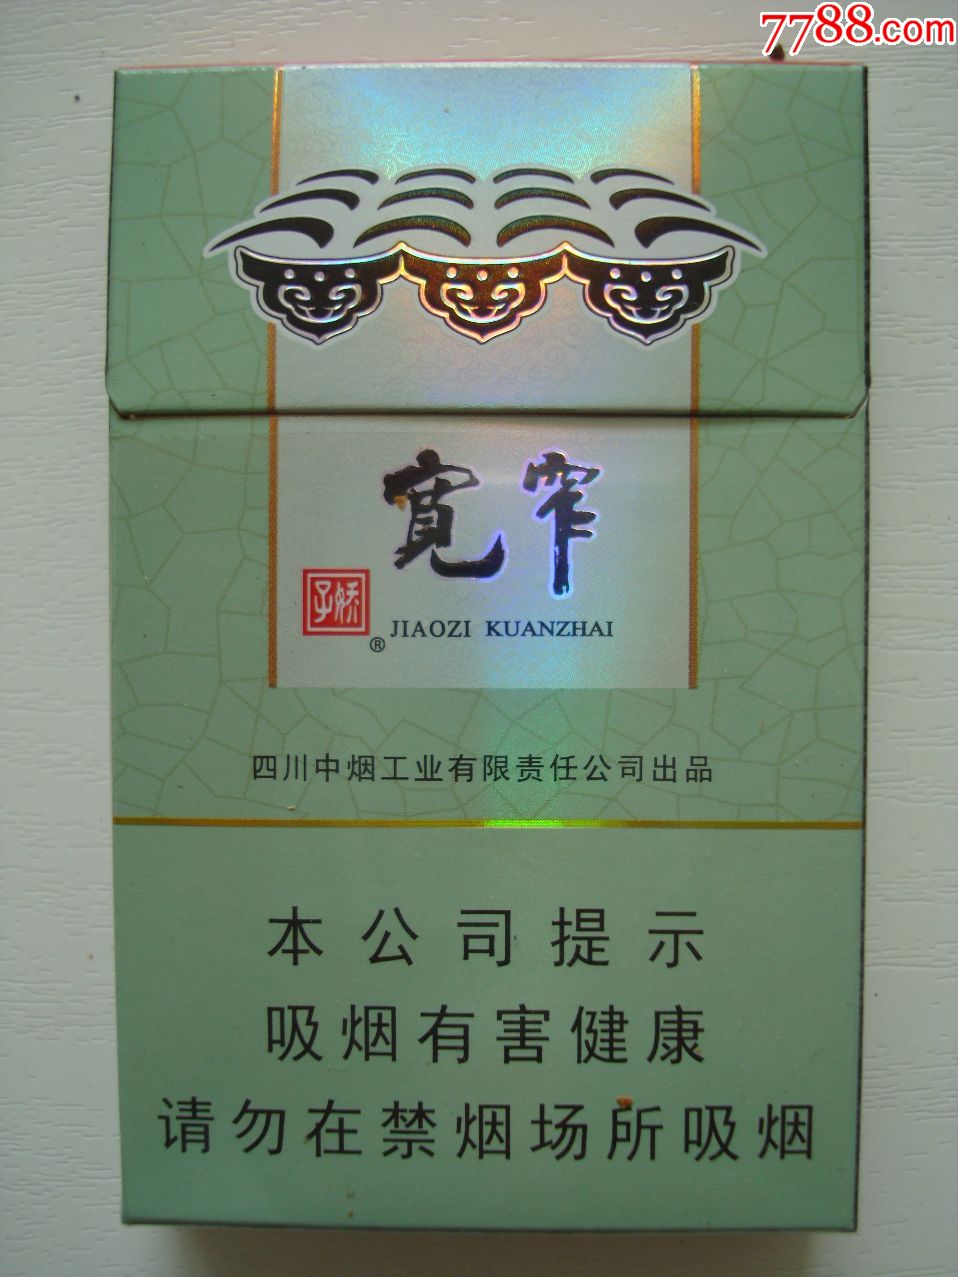 7788.com
寛窄
娇子
® JIAOZI KUANZHAI
四川中烟工业有限责任公司出品
本公司提示
吸烟有害健康
请勿在禁烟场所吸烟